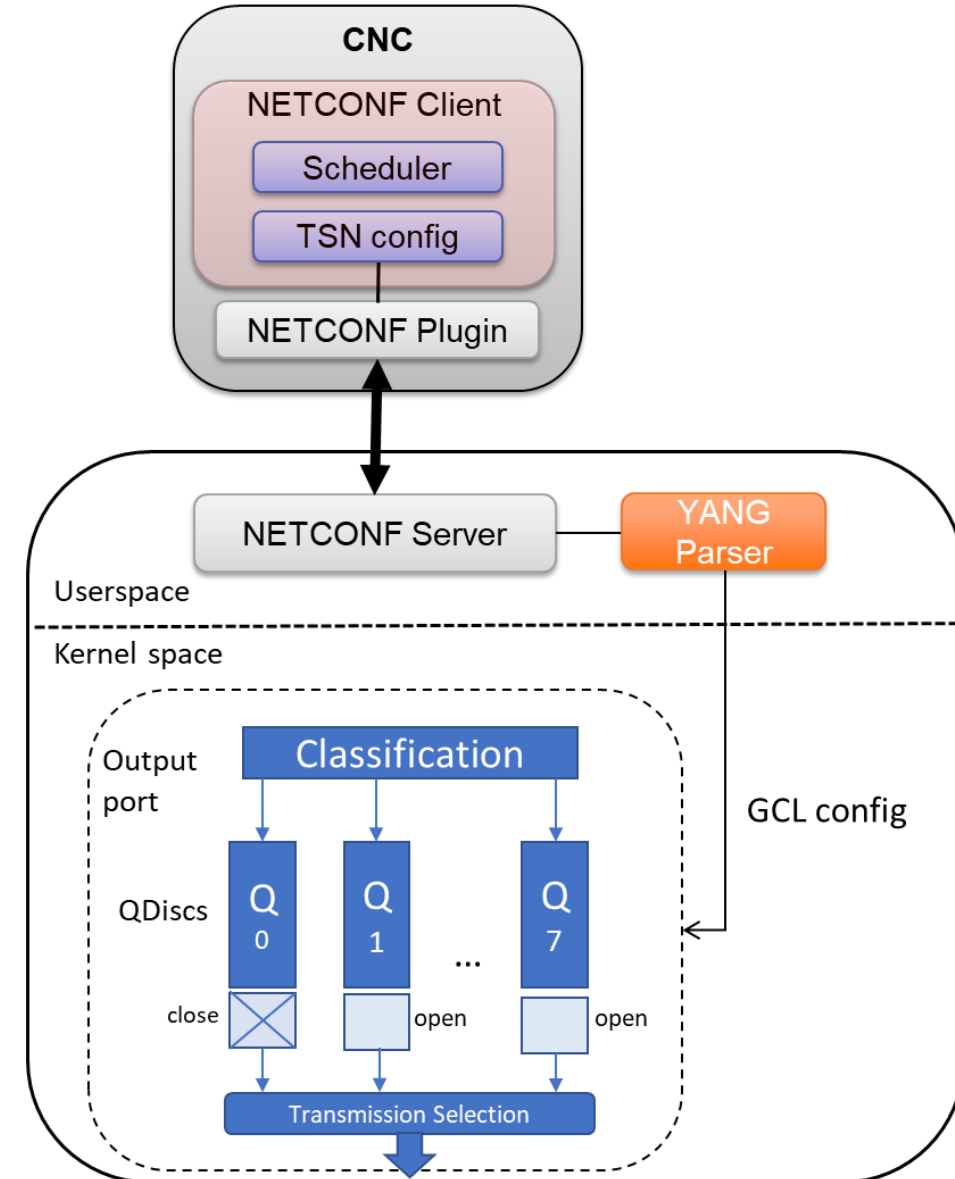 CNC
NETCONF Client
Scheduler
TSN config
NETCONF Plugin
NETCONF Server
YANG
Parser
Userspace
Kernel space
Output
port
Classification
GCL config
QDiscs
Q
0
Q
1
...
Q
7
close
open
open
Transmission Selection